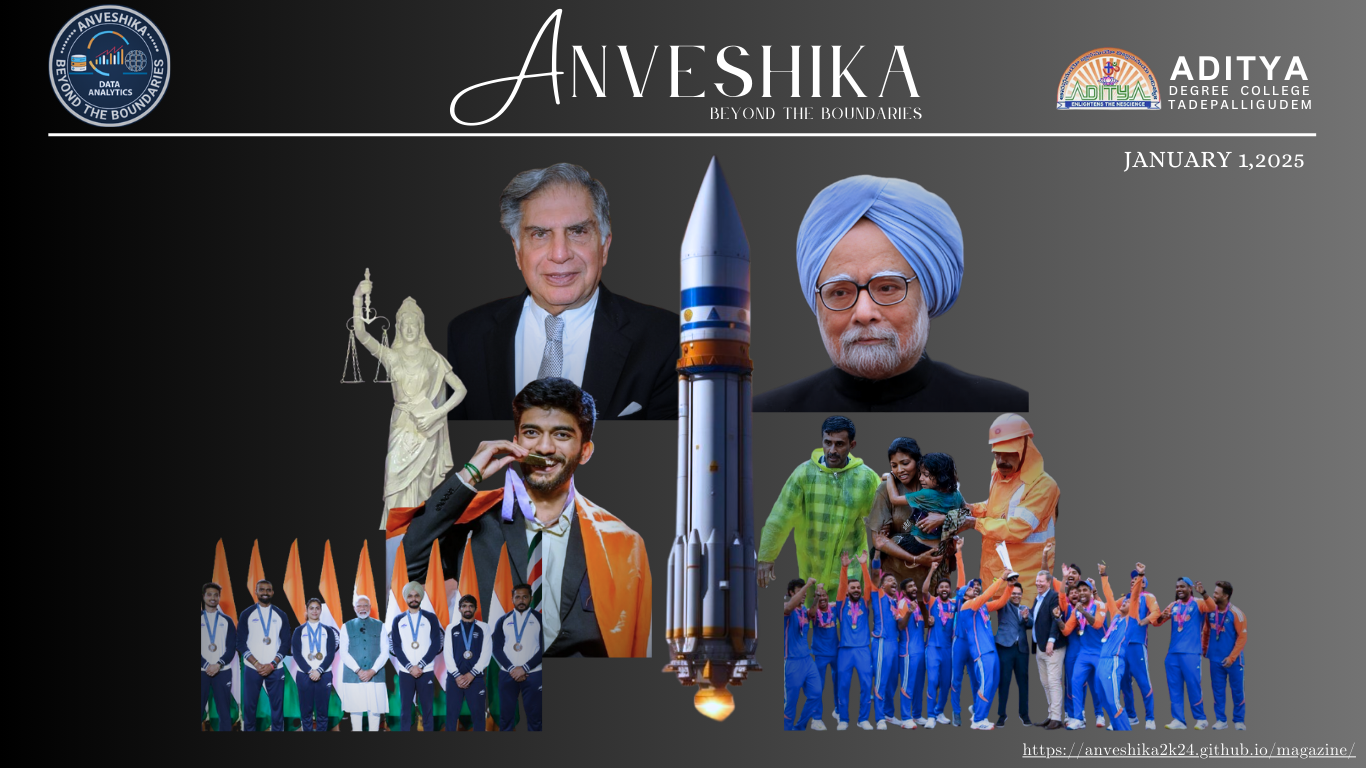 ANVESHIKA
DATA
ANALYTICS
BEYOND THE BOUNDARIES
ANVESHIKA
BEYOND THE BOUNDARIES
ADITYA
ENLIGHTENS THE NESCIENCE
ADITYA
DEGREE COLLEGE
TADEPALLIGUDEM
JANUARY 1,2025
https://anveshika2k24.github.io/magazine/